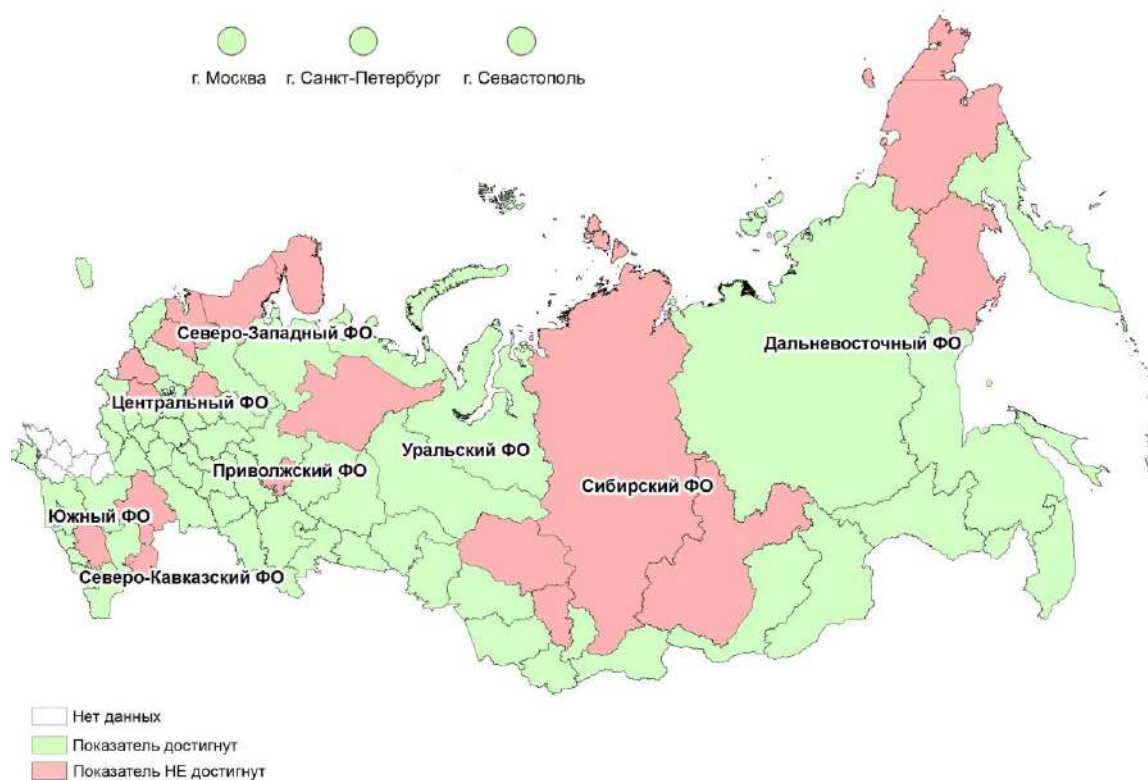 г. Москва г. Санкт-Петербург г. Севастополь
Северо-Западный ФО
Дальневосточный ФО
Центральный ФО
Уральский ФО
Приволжский ФО
Сибирский ФО
Южный ФО
Северо-Кавказский ФО
Нет данных
Показатель достигнут
Показатель НЕ достигнут